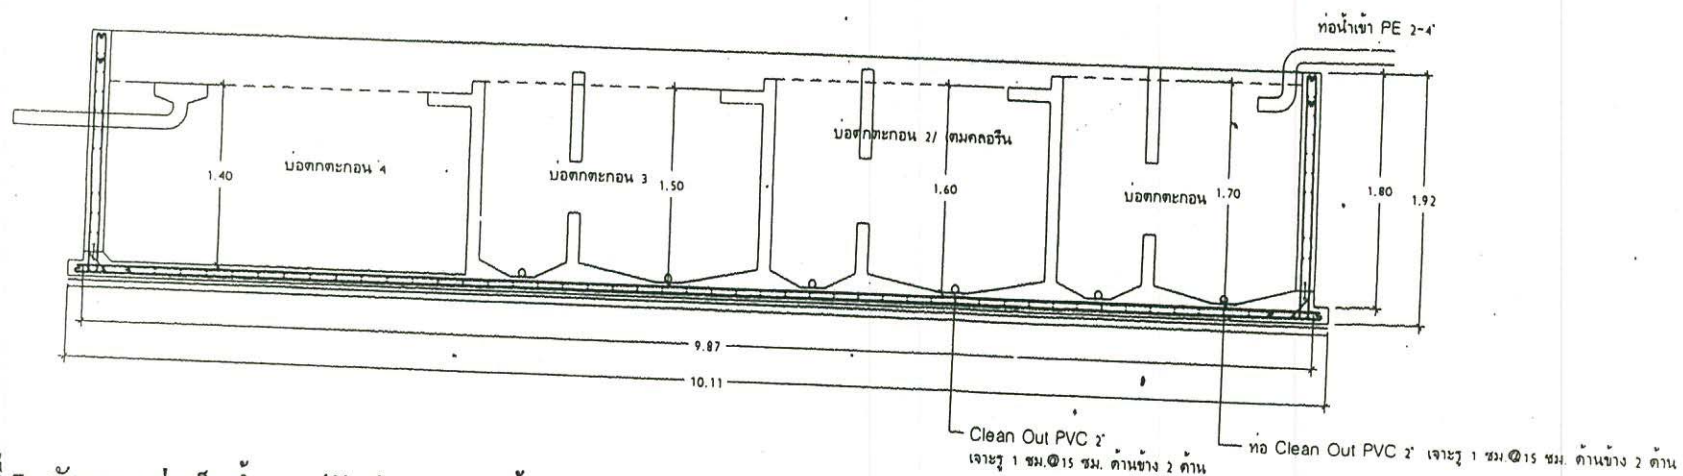 ท่อน้ำเข้า PE 2-4"
บ่อตกตะกอน 2/ เติมคลอรีน
บ่อตกตะกอน 4
บ่อตกตะกอน 3
บ่อตกตะกอน
1.40
1.50
1.60
1.70
1.80
1.92
9.87
10.11
Clean Out PVC 2"
เจาะรู 1 ซม.@15 ซม. ด้านข้าง 2 ด้าน
ท่อ Clean Out PVC 2" เจาะรู 1 ซม.@15 ซม. ด้านข้าง 2 ด้าน